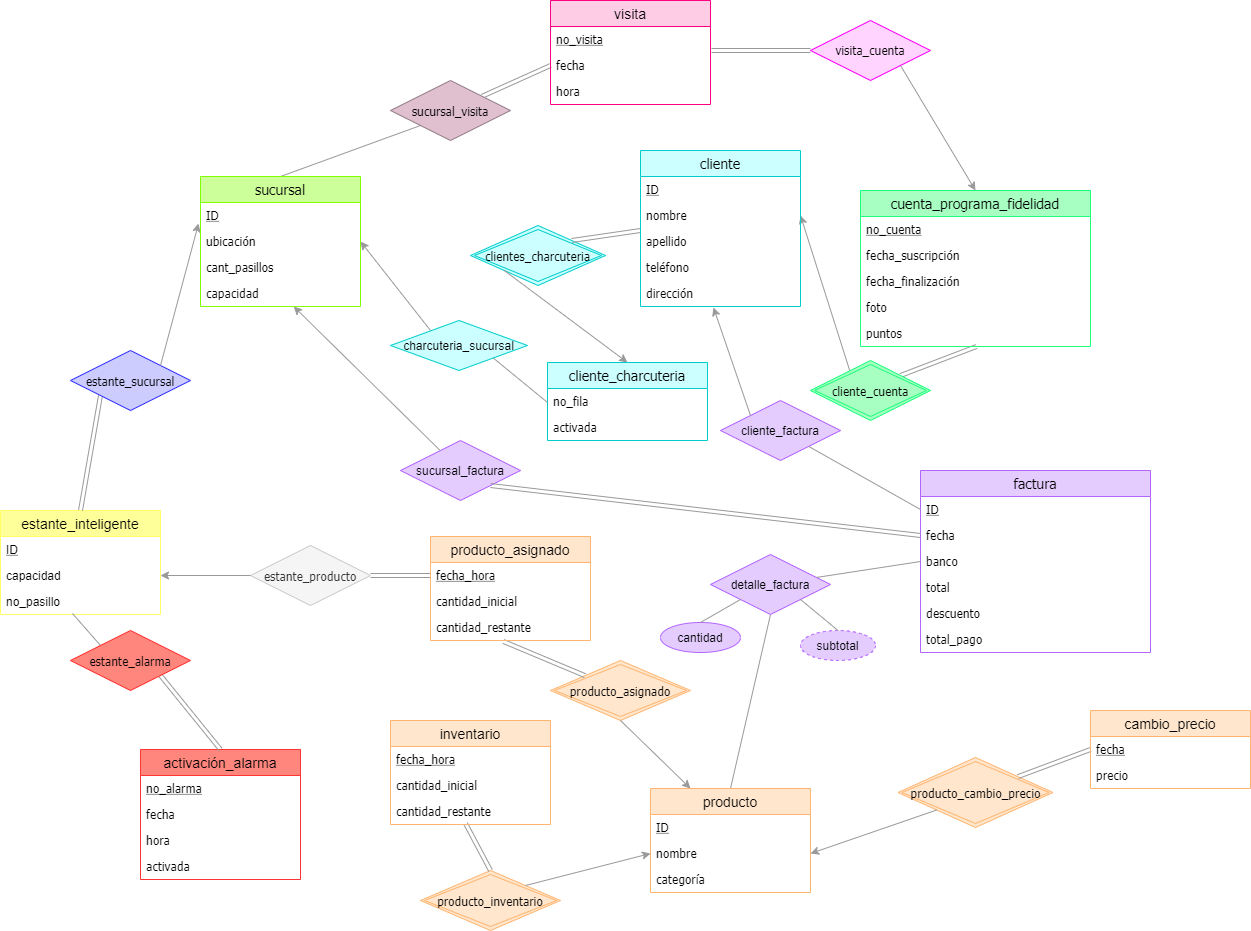 visita
no_visita
fecha
hora
visita_cuenta
sucursal_visita
cliente
ID
nombre
apellido
teléfono
dirección
sucursal
ID
ubicación
cant_pasillos
capacidad
cuenta_programa_fidelidad
no_cuenta
fecha_suscripción
fecha_finalización
foto
puntos
clientes_charcuteria
charcuteria_sucursal
cliente_charcuteria
no_fila
activada
estante_sucursal
cliente_cuenta
cliente_factura
sucursal_factura
factura
ID
fecha
banco
total
descuento
total_pago
estante_inteligente
ID
capacidad
no_pasillo
estante_producto
producto_asignado
fecha_hora
cantidad_inicial
cantidad_restante
detalle_factura
cantidad
subtotal
estante_alarma
producto_asignado
inventario
fecha_hora
cantidad_inicial
cantidad_restante
cambio_precio
fecha
precio
activación_alarma
no_alarma
fecha
hora
activada
producto
ID
nombre
categoría
producto_cambio_precio
producto_inventario